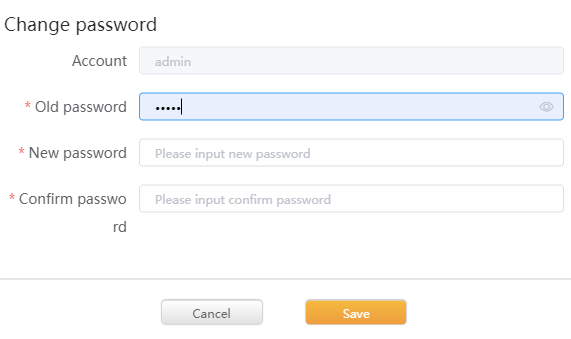 Change password
Account admin
* Old password •••••
* New password Please input new password
* Confirm passwo Please input confirm password
rd
Cancel Save